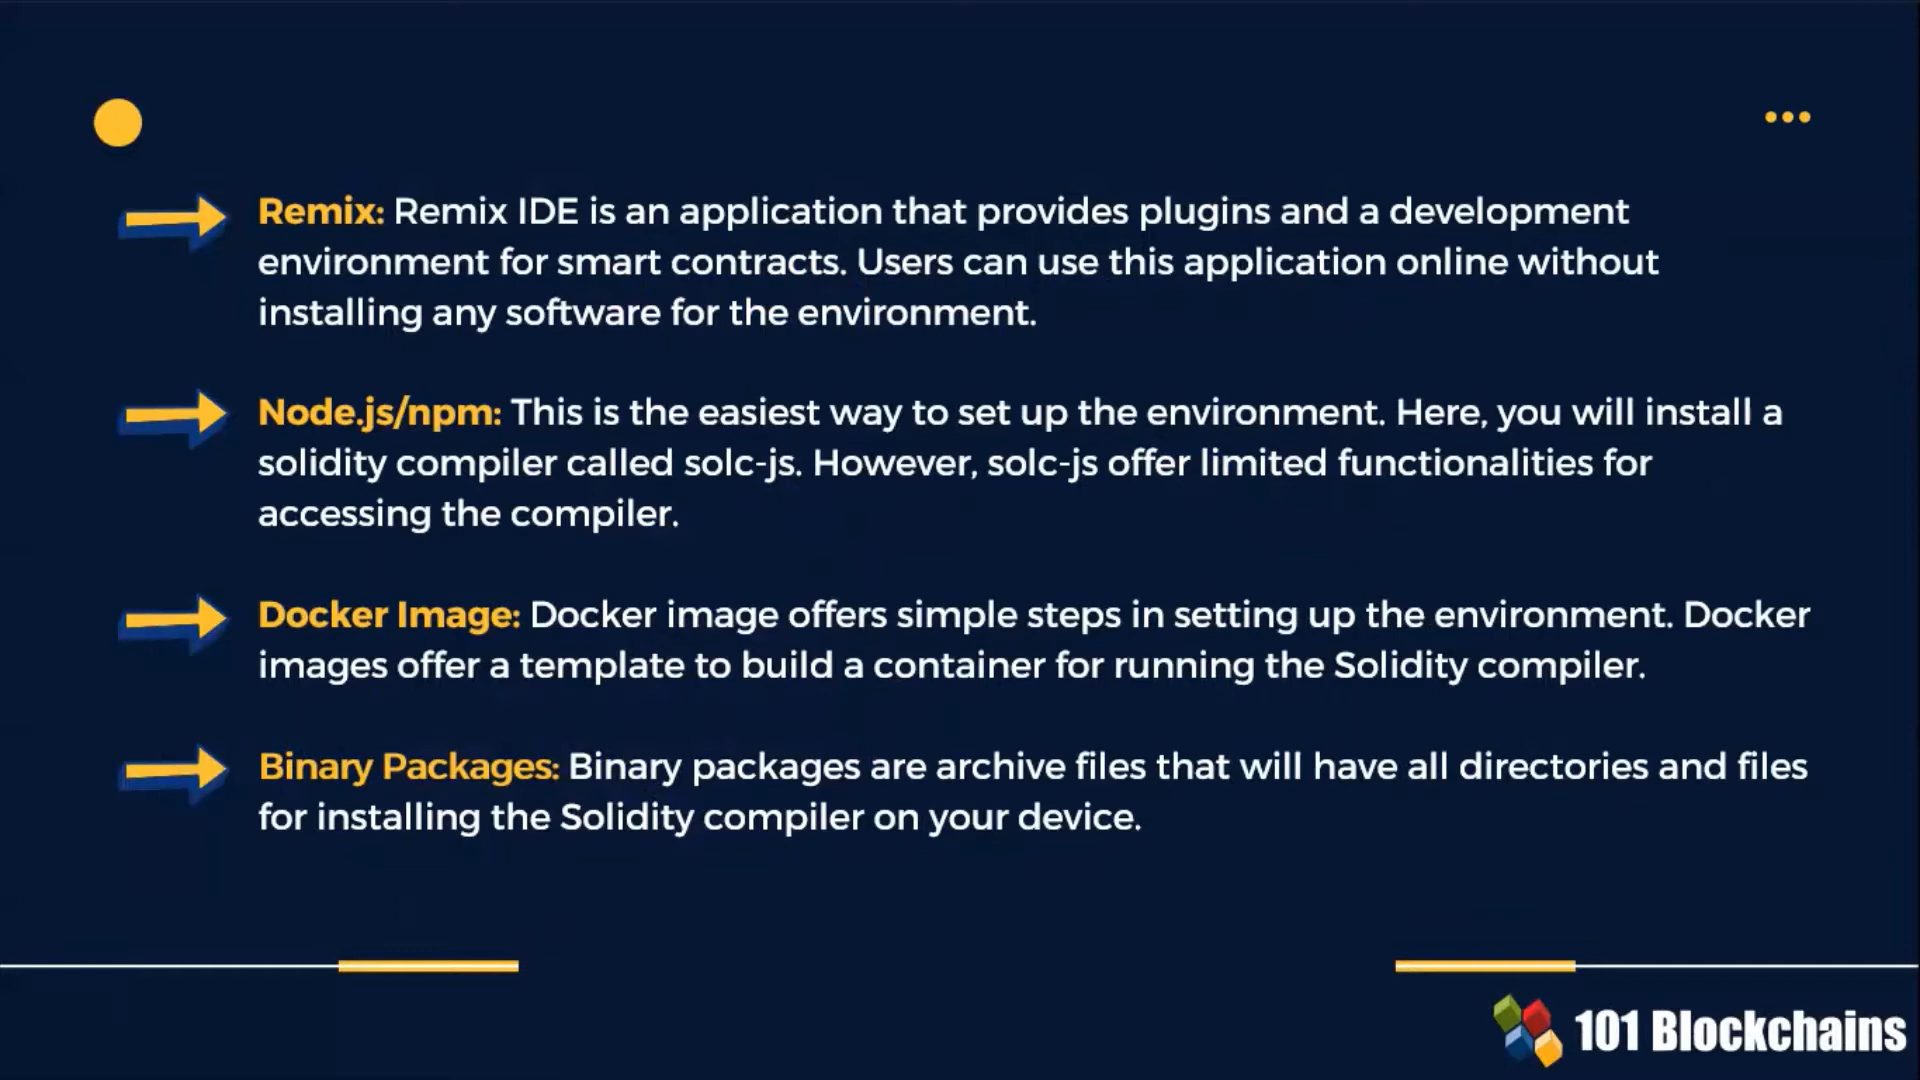 Remix: Remix IDE is an application that provides plugins and a development
environment for smart contracts. Users can use this application online without
installing any software for the environment.
Node.js/npm: This is the easiest way to set up the environment. Here, you will install a
solidity compiler called solc-js. However, solc-js offer limited functionalities for
accessing the compiler.
Docker Image: Docker image offers simple steps in setting up the environment. Docker
images offer a template to build a container for running the Solidity compiler.
Binary Packages: Binary packages are archive files that will have all directories and files
for installing the Solidity compiler on your device.
101 Blockchains